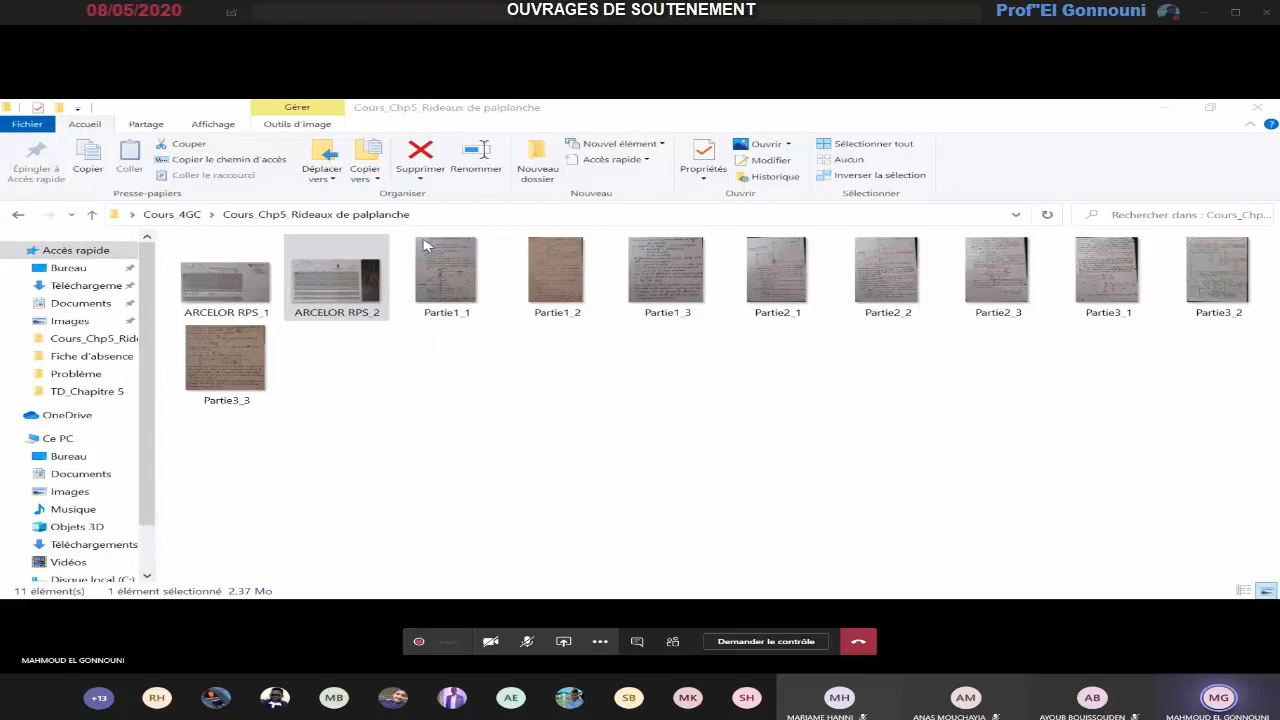 08/05/2020
OUVRAGES DE SOUTENEMENT
Prof"El Gonnouni
Gérer
Cours_Chp5_Rideaux de palplanche
Fichier
Accueil
Partage
Affichage
Outils d'image
Épingler à
Accès rapide
Copier
Coller
Couper
Copier le chemin d'accès
Coller le raccourci
Presse-papiers
Déplacer
vers
Copier
vers
Supprimer
Renommer
Organiser
Nouveau
dossier
Nouvel élément
Accès rapide
Nouveau
Propriétés
Ouvrir
Modifier
Historique
Ouvrir
Sélectionner tout
Aucun
Inverser la sélection
Sélectionner
Cours_4GC
Cours_Chp5_Rideaux de palplanche
Rechercher dans : Cours_Chp...
Accès rapide
Bureau
Téléchargeme
Documents
Images
Cours_Chp5_Ride
Fiche d'absence
Problème
TD_Chapitre 5
OneDrive
Ce PC
Bureau
Documents
Images
Musique
Objets 3D
Téléchargements
Vidéos
Disque local (C:)
ARCELOR RPS_1
ARCELOR RPS_2
Partie1_1
Partie1_2
Partie1_3
Partie2_1
Partie2_2
Partie2_3
Partie3_1
Partie3_2
Partie3_3
11 élément(s)
1 élément sélectionné 2,37 Mo
Demander le contrôle
MAHMOUD EL GONNOUNI
+13
RH
MB
AE
SB
MK
SH
MH
AM
AB
MG
MARIAME HANNI
ANAS MOUCHAYIA
AYOUB BOUISSOUDEN
MAHMOUD EL GONNOUNI